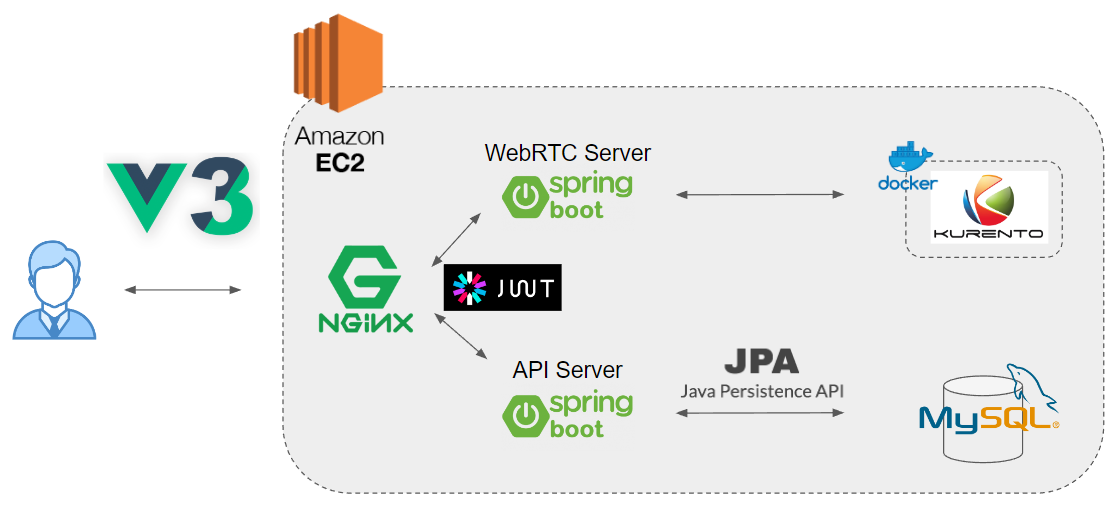 Amazon
EC2
V3
WebRTC Server
spring
boot
docker
KURENTO
NGiNX
JWT
API Server
spring
boot
JPA
Java Persistence API
MySQL®